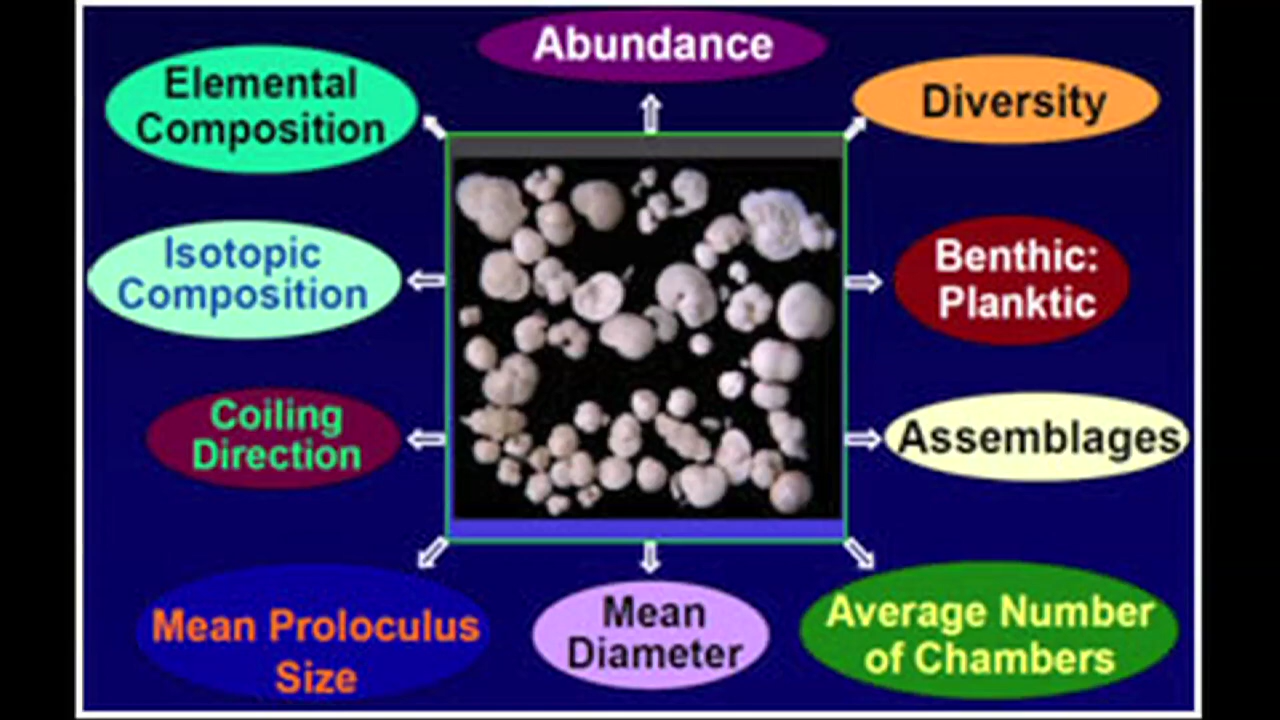 Abundance
Elemental
Composition
Diversity
Isotopic
Composition
Benthic:
Planktic
Coiling
Direction
Assemblages
Mean Proloculus
Size
Mean
Diameter
Average Number
of Chambers